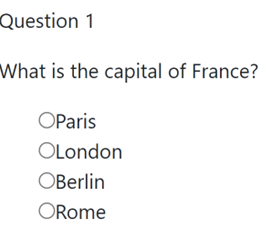 Question 1
What is the capital of France?
Paris
London
Berlin
Rome